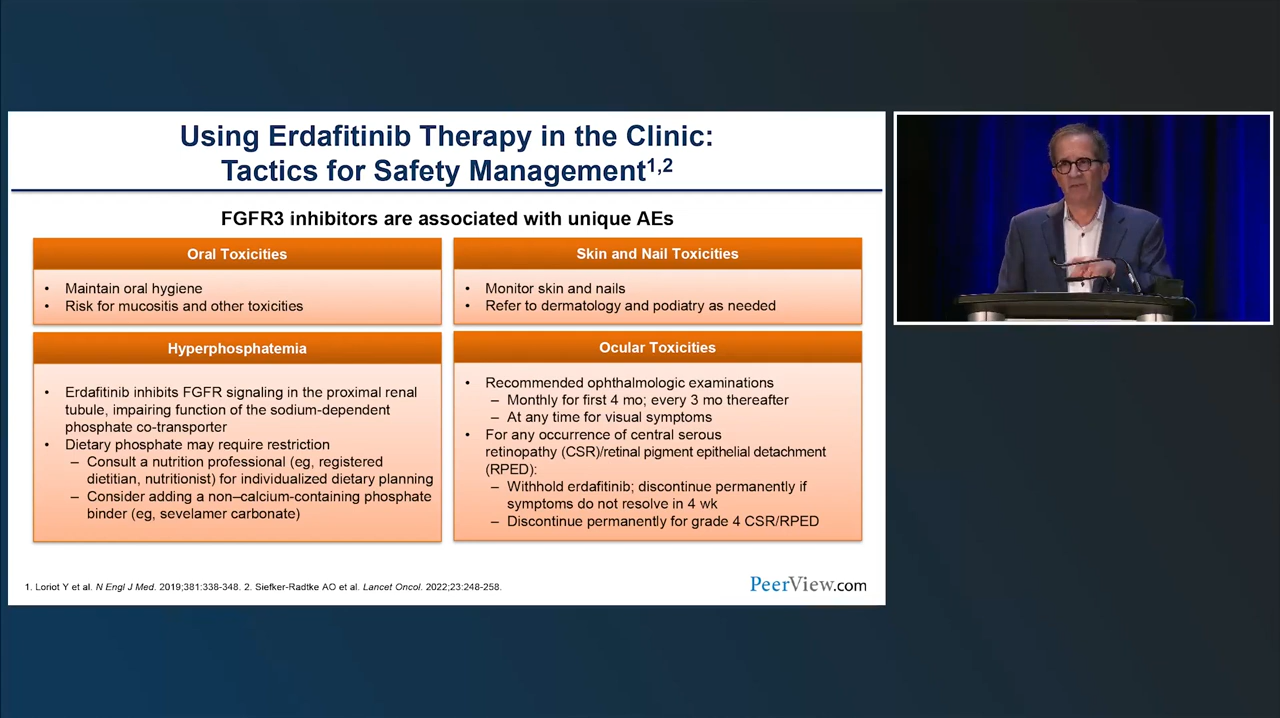 Using Erdafitinib Therapy in the Clinic:
Tactics for Safety Management1,2
FGFR3 inhibitors are associated with unique AEs
Oral Toxicities
• Maintain oral hygiene
• Risk for mucositis and other toxicities
Skin and Nail Toxicities
• Monitor skin and nails
• Refer to dermatology and podiatry as needed
Hyperphosphatemia
• Erdafitinib inhibits FGFR signaling in the proximal renal
tubule, impairing function of the sodium-dependent
phosphate co-transporter
• Dietary phosphate may require restriction
– Consult a nutrition professional (eg, registered
dietitian, nutritionist) for individualized dietary planning
– Consider adding a non–calcium-containing phosphate
binder (eg, sevelamer carbonate)
Ocular Toxicities
• Recommended ophthalmologic examinations
– Monthly for first 4 mo; every 3 mo thereafter
– At any time for visual symptoms
• For any occurrence of central serous
retinopathy (CSR)/retinal pigment epithelial detachment
(RPED):
– Withhold erdafitinib; discontinue permanently if
symptoms do not resolve in 4 wk
– Discontinue permanently for grade 4 CSR/RPED
1. Loriot Y et al. N Engl J Med. 2019;381:338-348. 2. Siefker-Radtke AO et al. Lancet Oncol. 2022;23:248-258.
PeerView.com